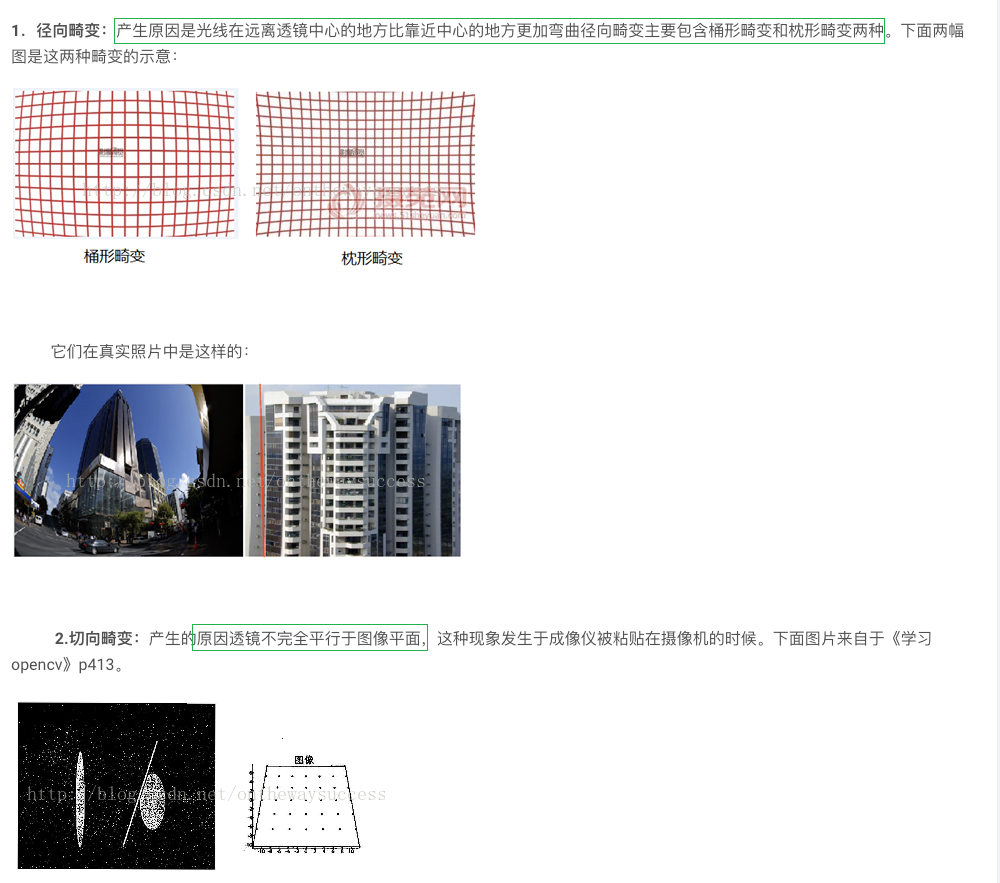 1．径向畸变：产生原因是光线在远离透镜中心的地方比靠近中心的地方更加弯曲径向畸变主要包含桶形畸变和枕形畸变两种。下面两幅
图是这两种畸变的示意：
http://blog.csdn.net/onthewaysuccess
桶形畸变
枕形畸变
它们在真实照片中是这样的：
http://blog.csdn.net/onthewaysuccess
2.切向畸变：产生的原因透镜不完全平行于图像平面，这种现象发生于成像仪被粘贴在摄像机的时候。下面图片来自于《学习
opencv》p413。
图像
http://blog.csdn.net/onthewaysuccess